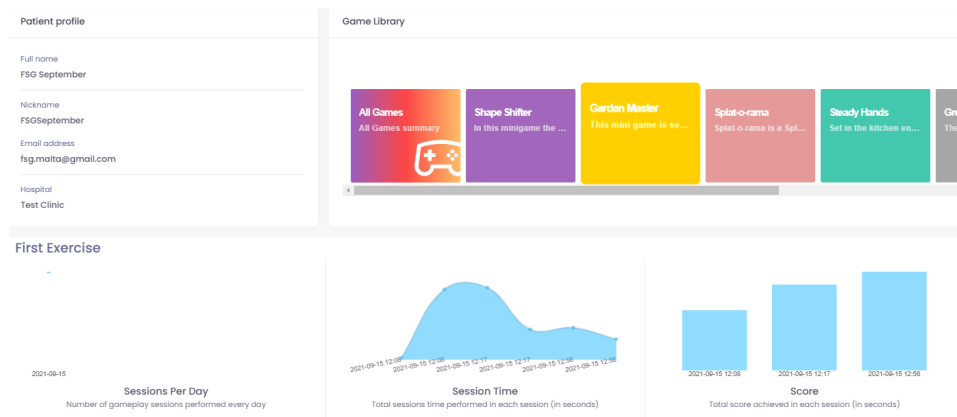 Patient profile
Full name
FSG September
Nickname
FSGSeptember
Email address
fsg.malta@gmail.com
Hospital
Test Clinic
Game Library
All Games
All Games summary
Shape Shifter
In this minigame the ...
Garden Master
This mini game is se...
Splat-o-rama
Splat-o-rama is a Spl...
Steady Hands
Set in the kitchen en...
Gr
The
First Exercise
2021-09-15
Sessions Per Day
Number of gameplay sessions performed every day
2021-09-15 12:08 2021-09-15 12:08 2021-09-15 12:17 2021-09-15 12:17 2021-09-15 12:56 2021-09-15 12:56
Session Time
Total sessions time performed in each session (in seconds)
2021-09-15 12:08 2021-09-15 12:17 2021-09-15 12:56
Score
Total score achieved in each session (in seconds)